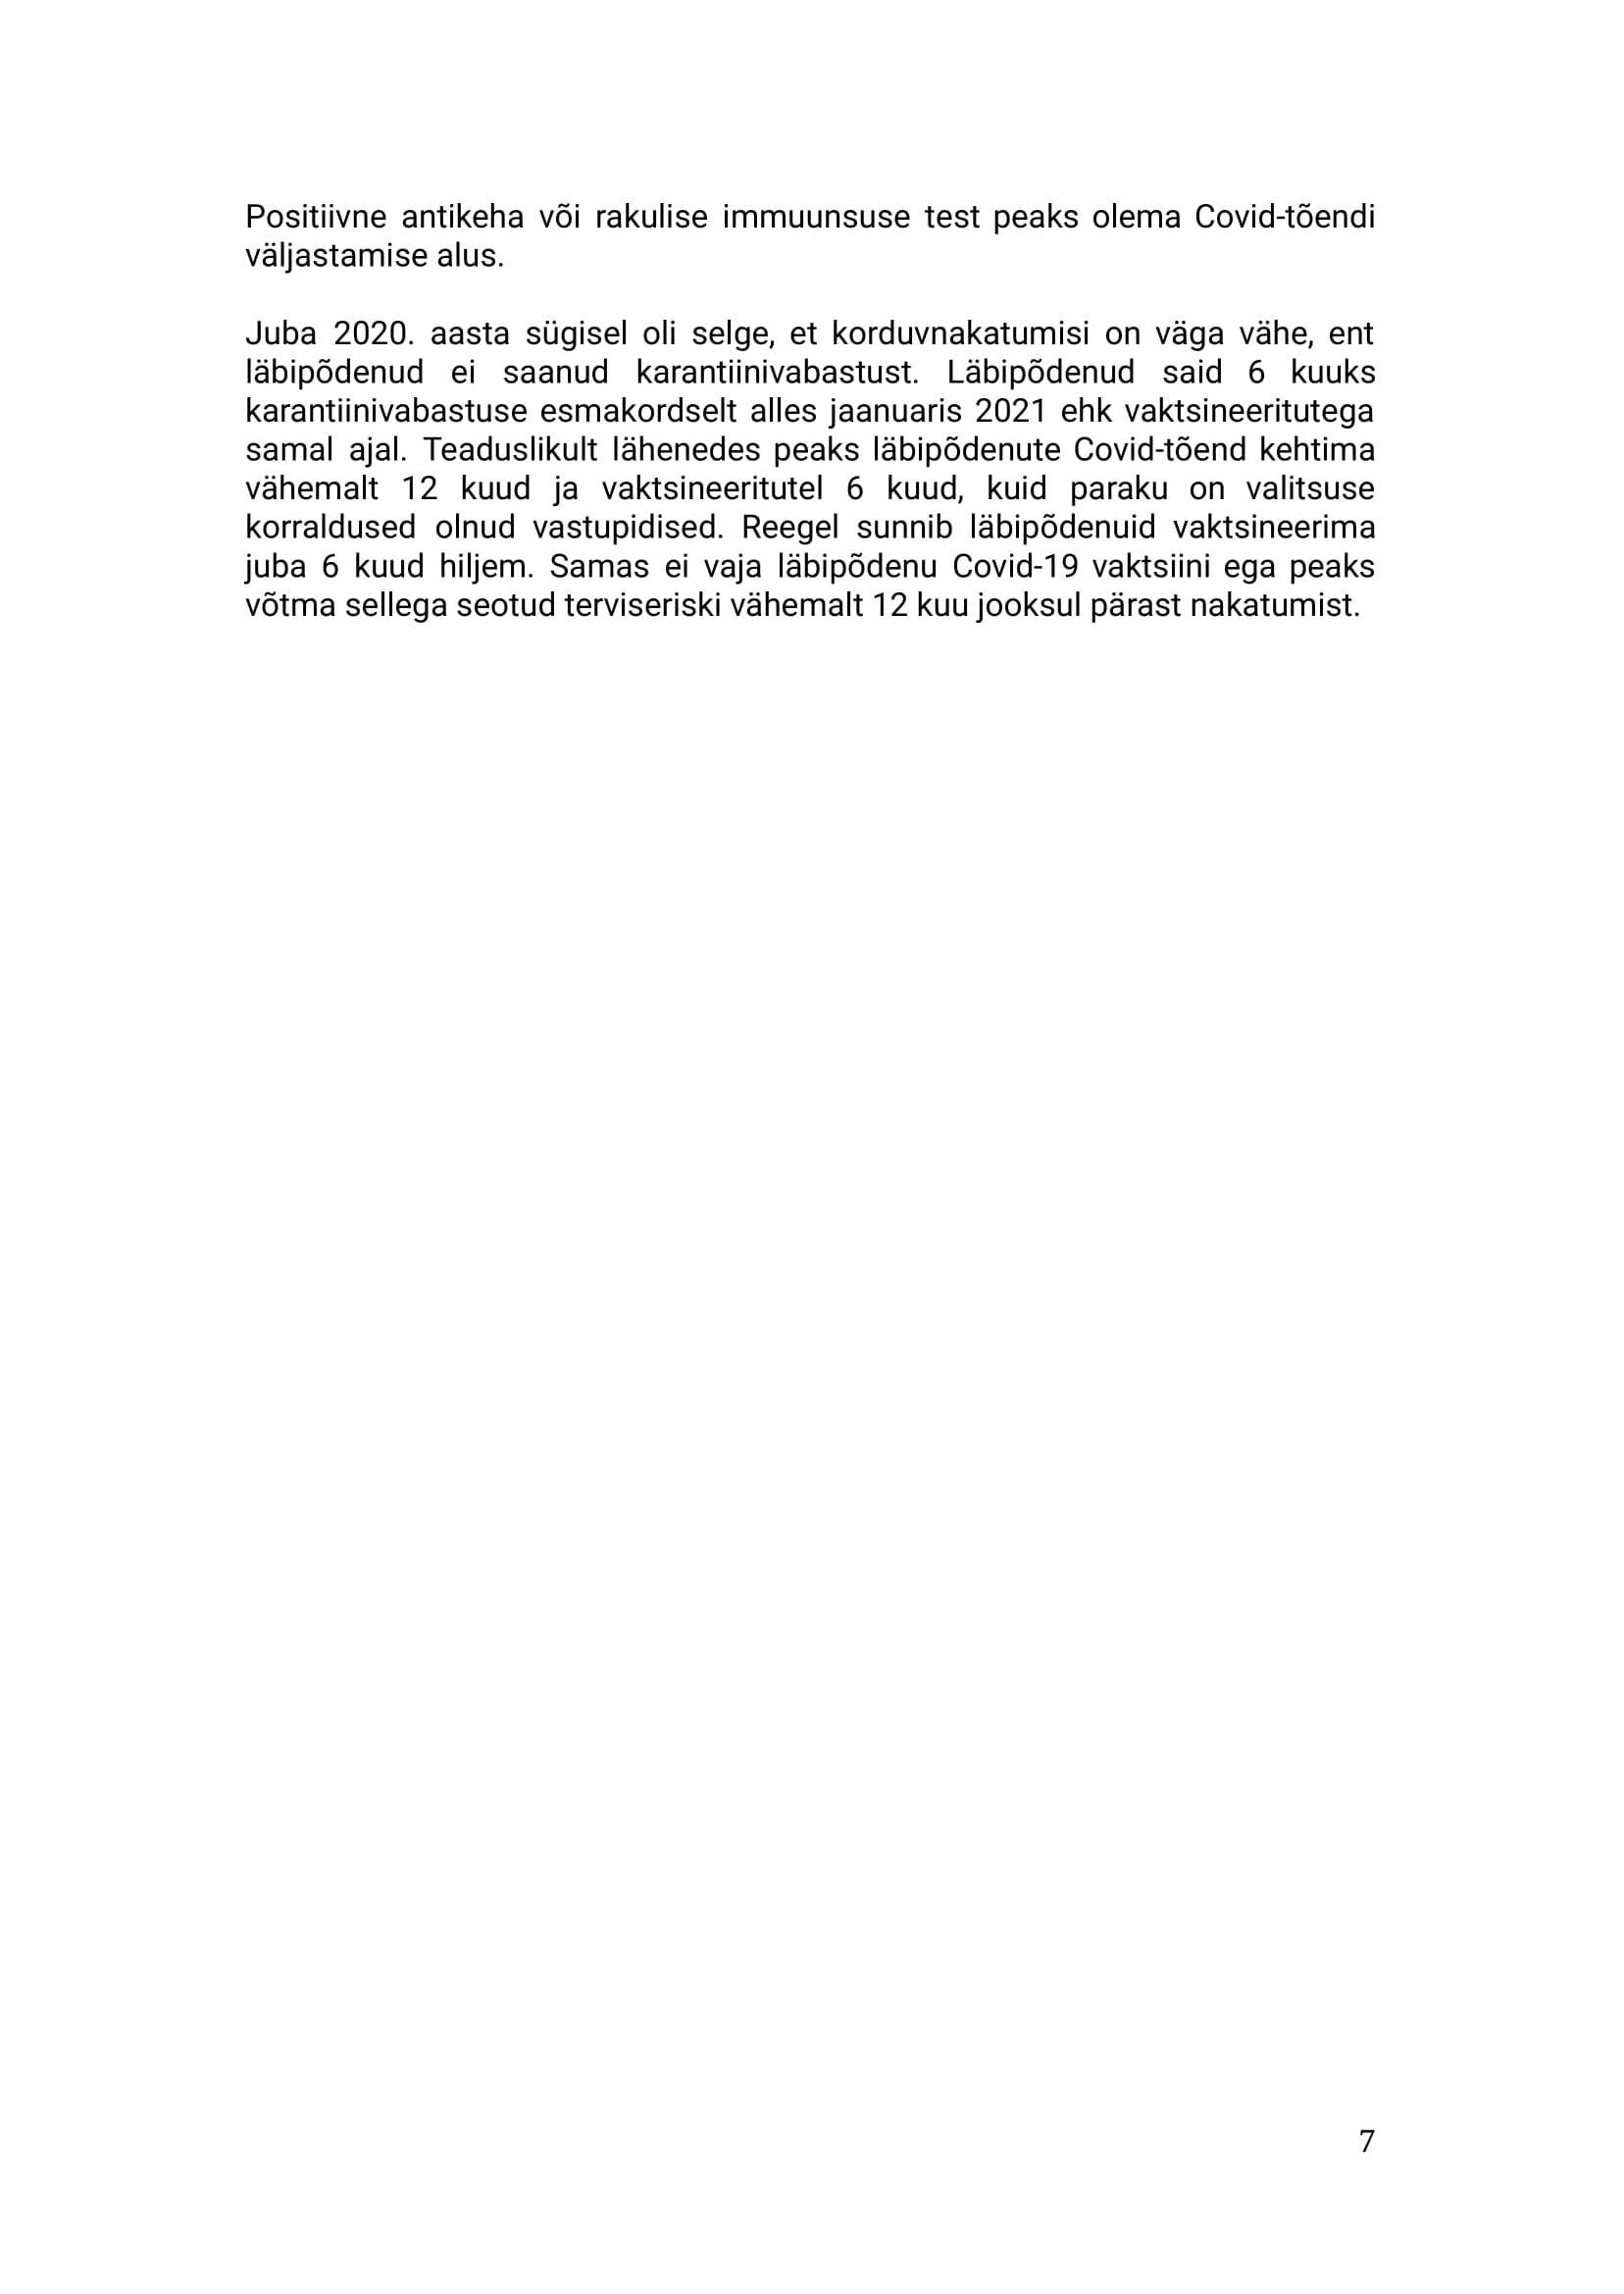 Positiivne antikeha või rakulise immuunsuse test peaks olema Covid-tõendi
väljastamise alus.
Juba 2020. aasta sügisel oli selge, et korduvnakatumisi on väga vähe, ent
läbipõdenud ei saanud karantiinivabastust. Läbipõdenud said 6 kuuks
karantiinivabastuse esmakordselt alles jaanuaris 2021 ehk vaktsineeritutega
samal ajal. Teaduslikult lähenedes peaks läbipõdenute Covid-tõend kehtima
vähemalt 12 kuud ja vaktsineeritutel 6 kuud, kuid paraku on valitsuse
korraldused olnud vastupidised. Reegel sunnib läbipõdenuid vaktsineerima
juba 6 kuud hiljem. Samas ei vaja läbipõdenu Covid-19 vaktsiini ega peaks
võtma sellega seotud terviseriski vähemalt 12 kuu jooksul pärast nakatumist.
7